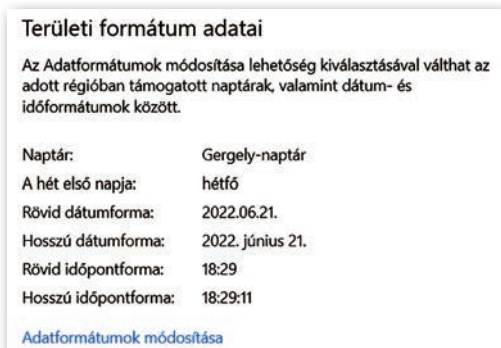 Területi formátum adatai
Az Adatformátumok módosítása lehetőség kiválasztásával válthat az
adott régióban támogatott naptárak, valamint dátum- és
időformátumok között.
Naptár: Gergely-naptár
A hét első napja: hétfő
Rövid dátumforma: 2022.06.21.
Hosszú dátumforma: 2022. június 21.
Rövid időpontforma: 18:29
Hosszú időpontforma: 18:29:11
Adatformátumok módosítása